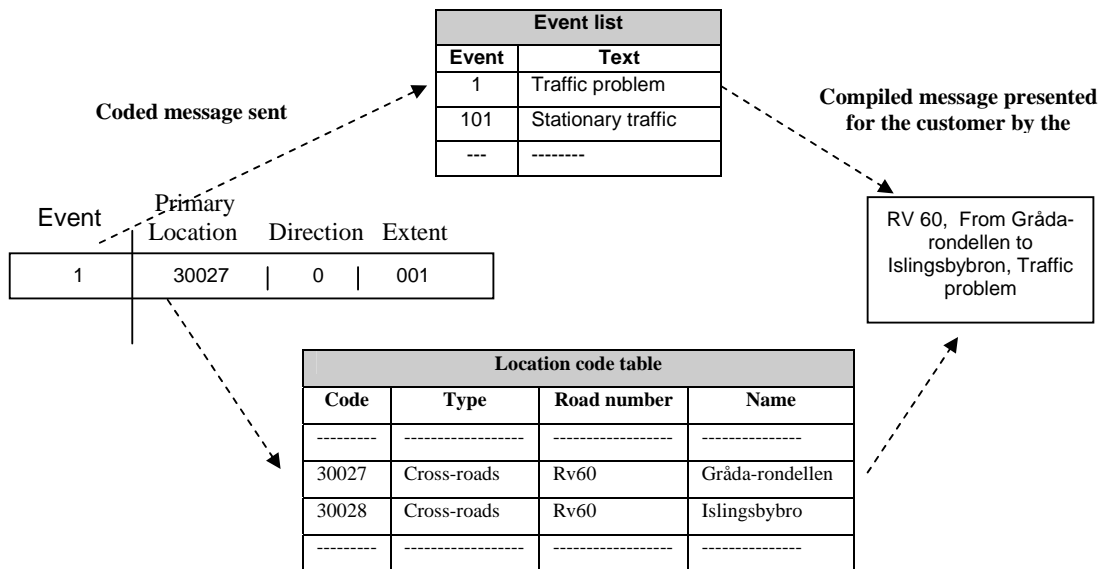 Event list
Event Text
1 Traffic problem
101 Stationary traffic
--- --------
Coded message sent
Compiled message presented
for the customer by the
Event
Primary
Location Direction Extent
1 30027 | 0 | 001
RV 60, From Gråda-
rondellen to
Islingsbybron, Traffic
problem
Location code table
Code Type Road number Name
--------- ------------------ ------------------ ---------------
30027 Cross-roads Rv60 Gråda-rondellen
30028 Cross-roads Rv60 Islingsbybro
--------- ------------------ ------------------ ---------------